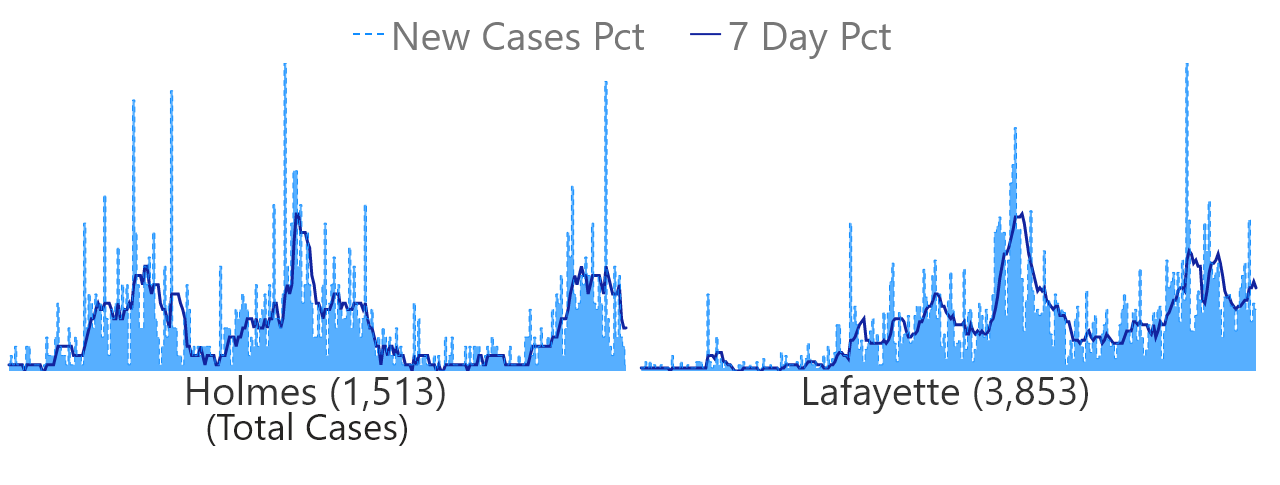 New Cases Pct 7 Day Pct
Holmes (1,513)
(Total Cases)
Lafayette (3,853)